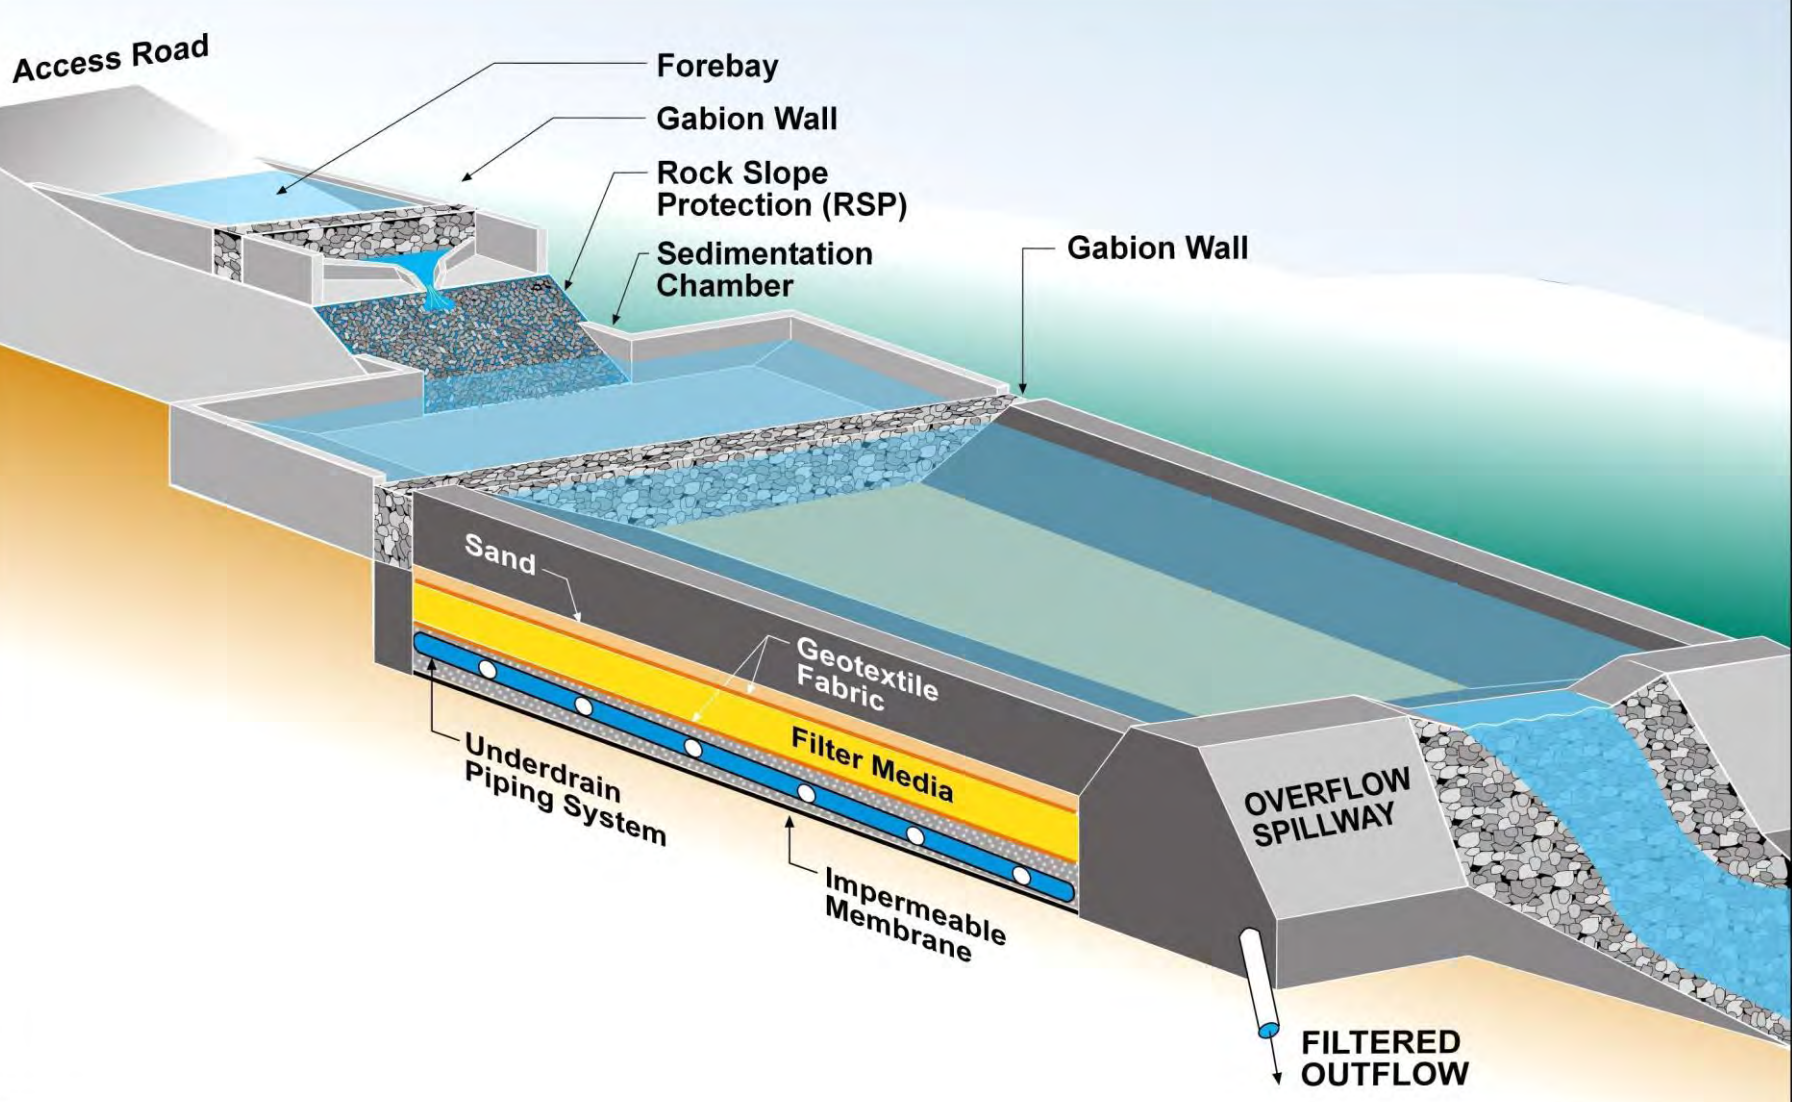 Access Road
Forebay
Gabion Wall
Rock Slope
Protection (RSP)
Sedimentation
Chamber
Gabion Wall
Sand
Geotextile
Fabric
Filter Media
Underdrain
Piping System
Impermeable
Membrane
OVERFLOW
SPILLWAY
FILTERED
OUTFLOW